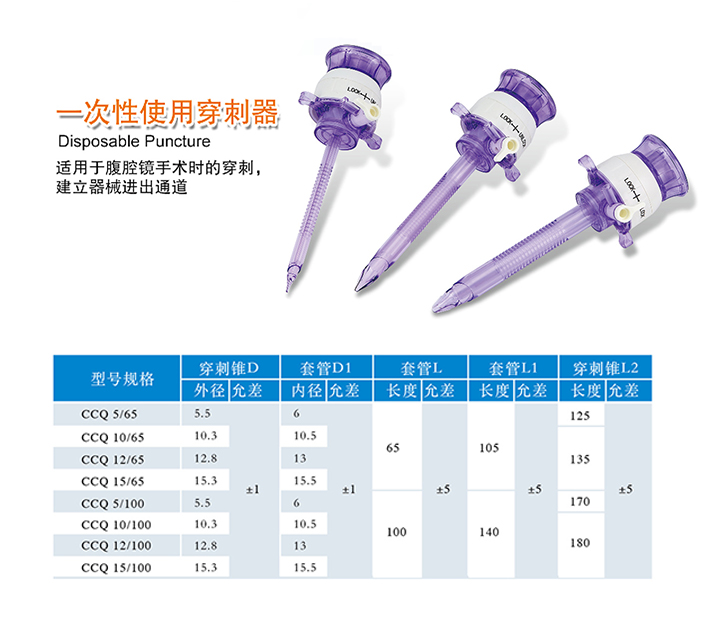 一次性使用穿刺器
Disposable Puncture
适用于腹腔镜手术时的穿刺，
建立器械进出通道
LOCK
LOCK
LOCK
型号规格 穿刺锥D 套管D1 套管L 套管L1 穿刺锥L2
外径 允差 内径 允差 长度 允差 长度 允差 长度 允差
CCQ 5/65 5.5 6 125
CCQ 10/65 10.3 10.5
65 105
CCQ 12/65 12.8 13 135
CCQ 15/65 15.3 15.5
±1 ±1 ±5 ±5 ±5
CCQ 5/100 5.5 6 170
CCQ 10/100 10.3 10.5
100 140
CCQ 12/100 12.8 13 180
CCQ 15/100 15.3 15.5